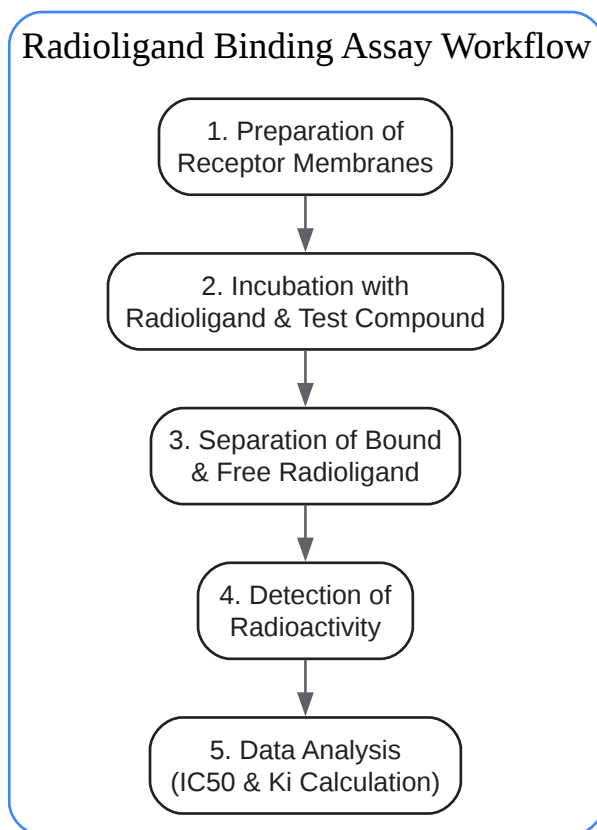 Radioligand Binding Assay Workflow
1. Preparation of
Receptor Membranes
2. Incubation with
Radioligand & Test Compound
3. Separation of Bound
& Free Radioligand
4. Detection of
Radioactivity
5. Data Analysis
(IC50 & Ki Calculation)